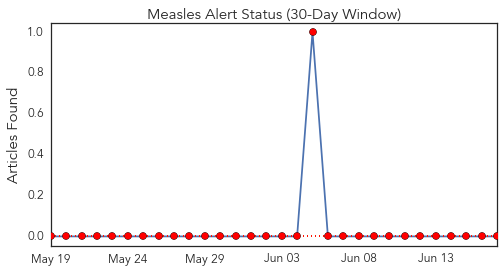 Measles Alert Status (30-Day Window)
Articles Found
1.0
0.8
0.6
0.4
0.2
0.0
May 19 May 24 May 29 Jun 03 Jun 08 Jun 13